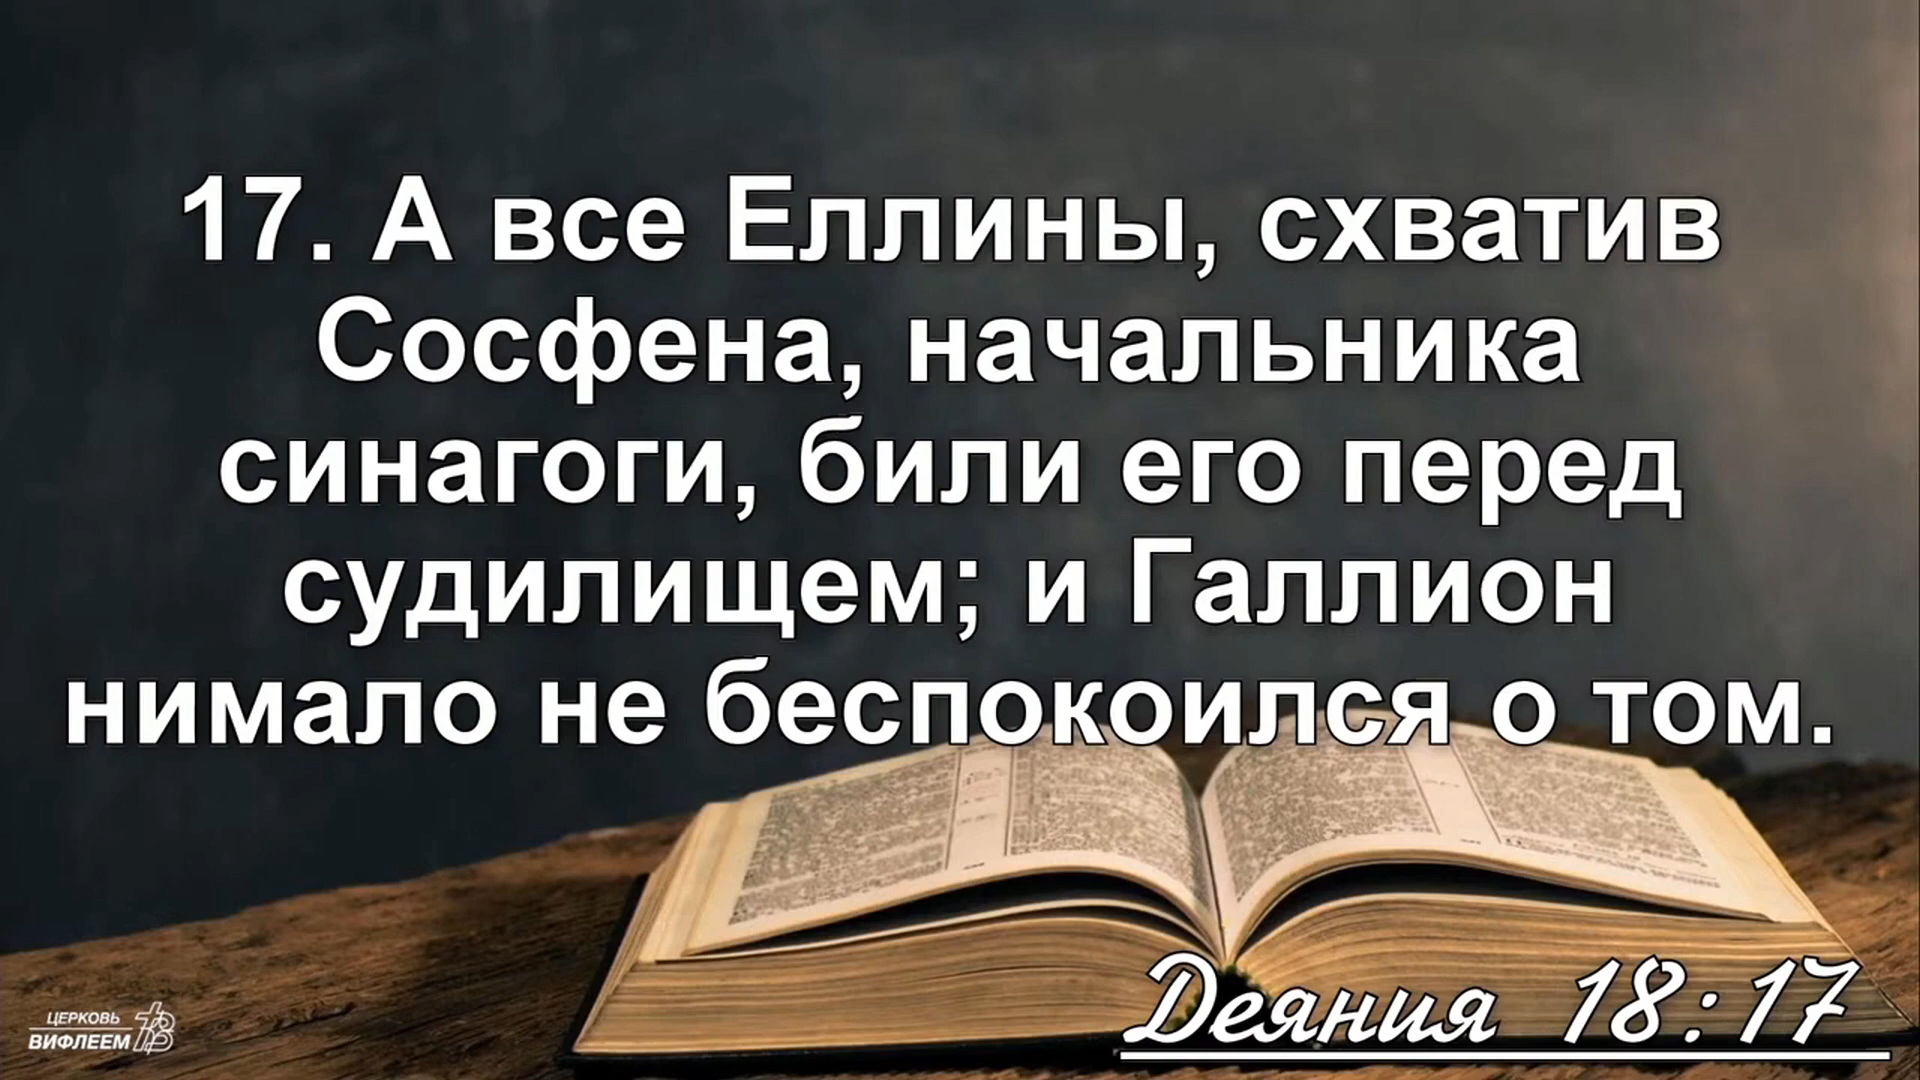 17. А все Еллины, схватив
Сосфена, начальника
синагоги, били его перед
судилищем; и Галлион
нимало не беспокоился о том.
Деяния 18:17
ЦЕРКОВЬ
ВИФЛЕЕМ